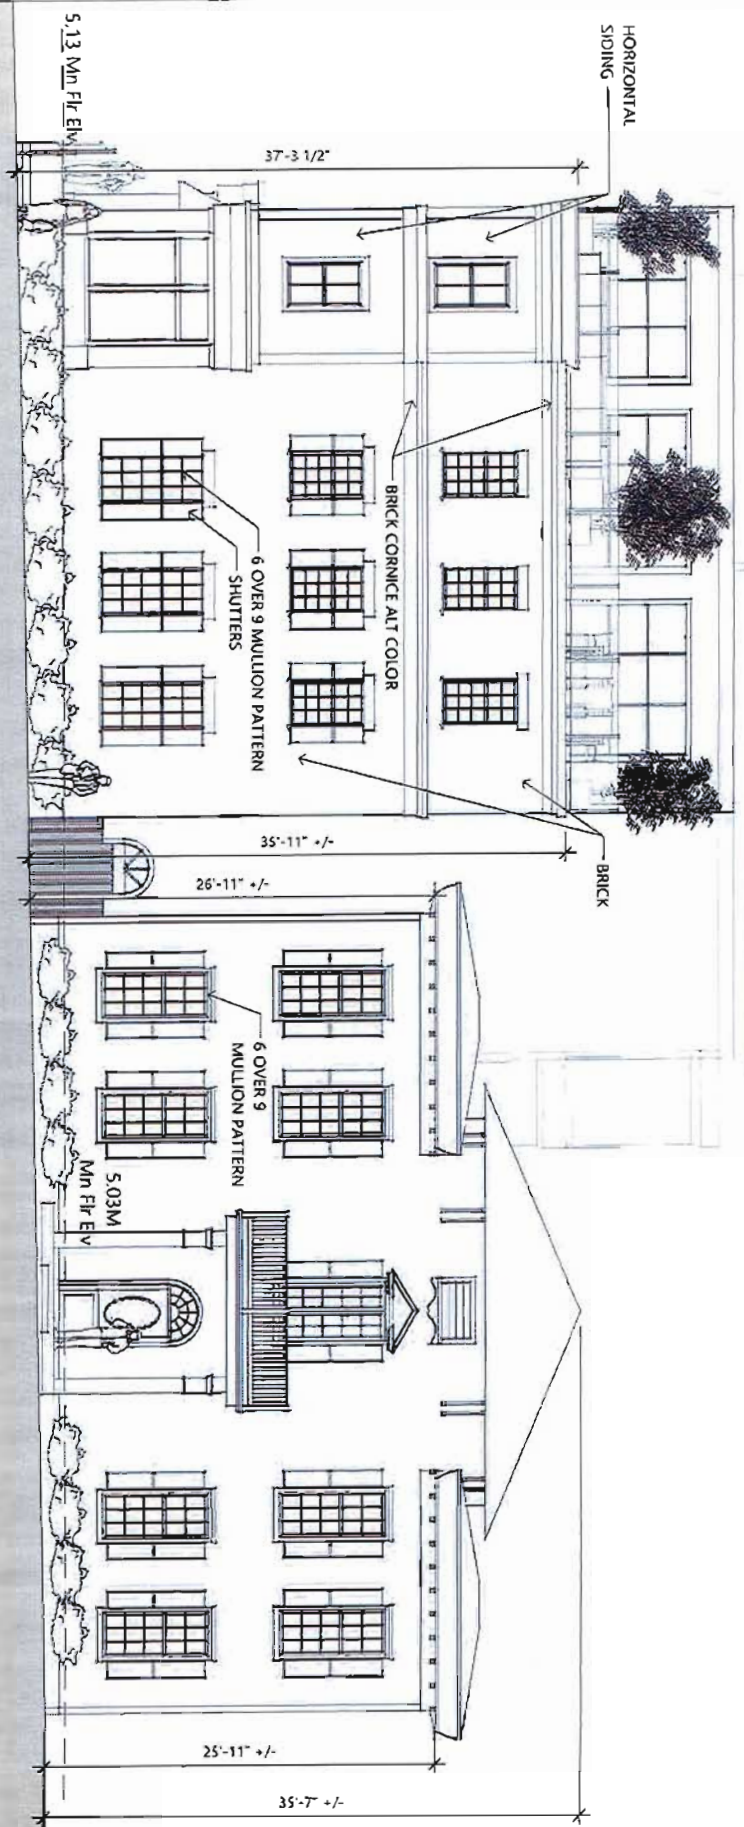 HORIZONTAL
SIDING
5.13 Mn Flr Elv
37'-3 1/2"
BRICK CORNICE ALT COLOR
6 OVER 9 MULLION PATTERN
SHUTTERS
BRICK
35'-11" +/-
26'-11" +/-
6 OVER 9
MULLION PATTERN
5.03M
Mn Flr Ev
25'-11" +/-
35'-7" +/-